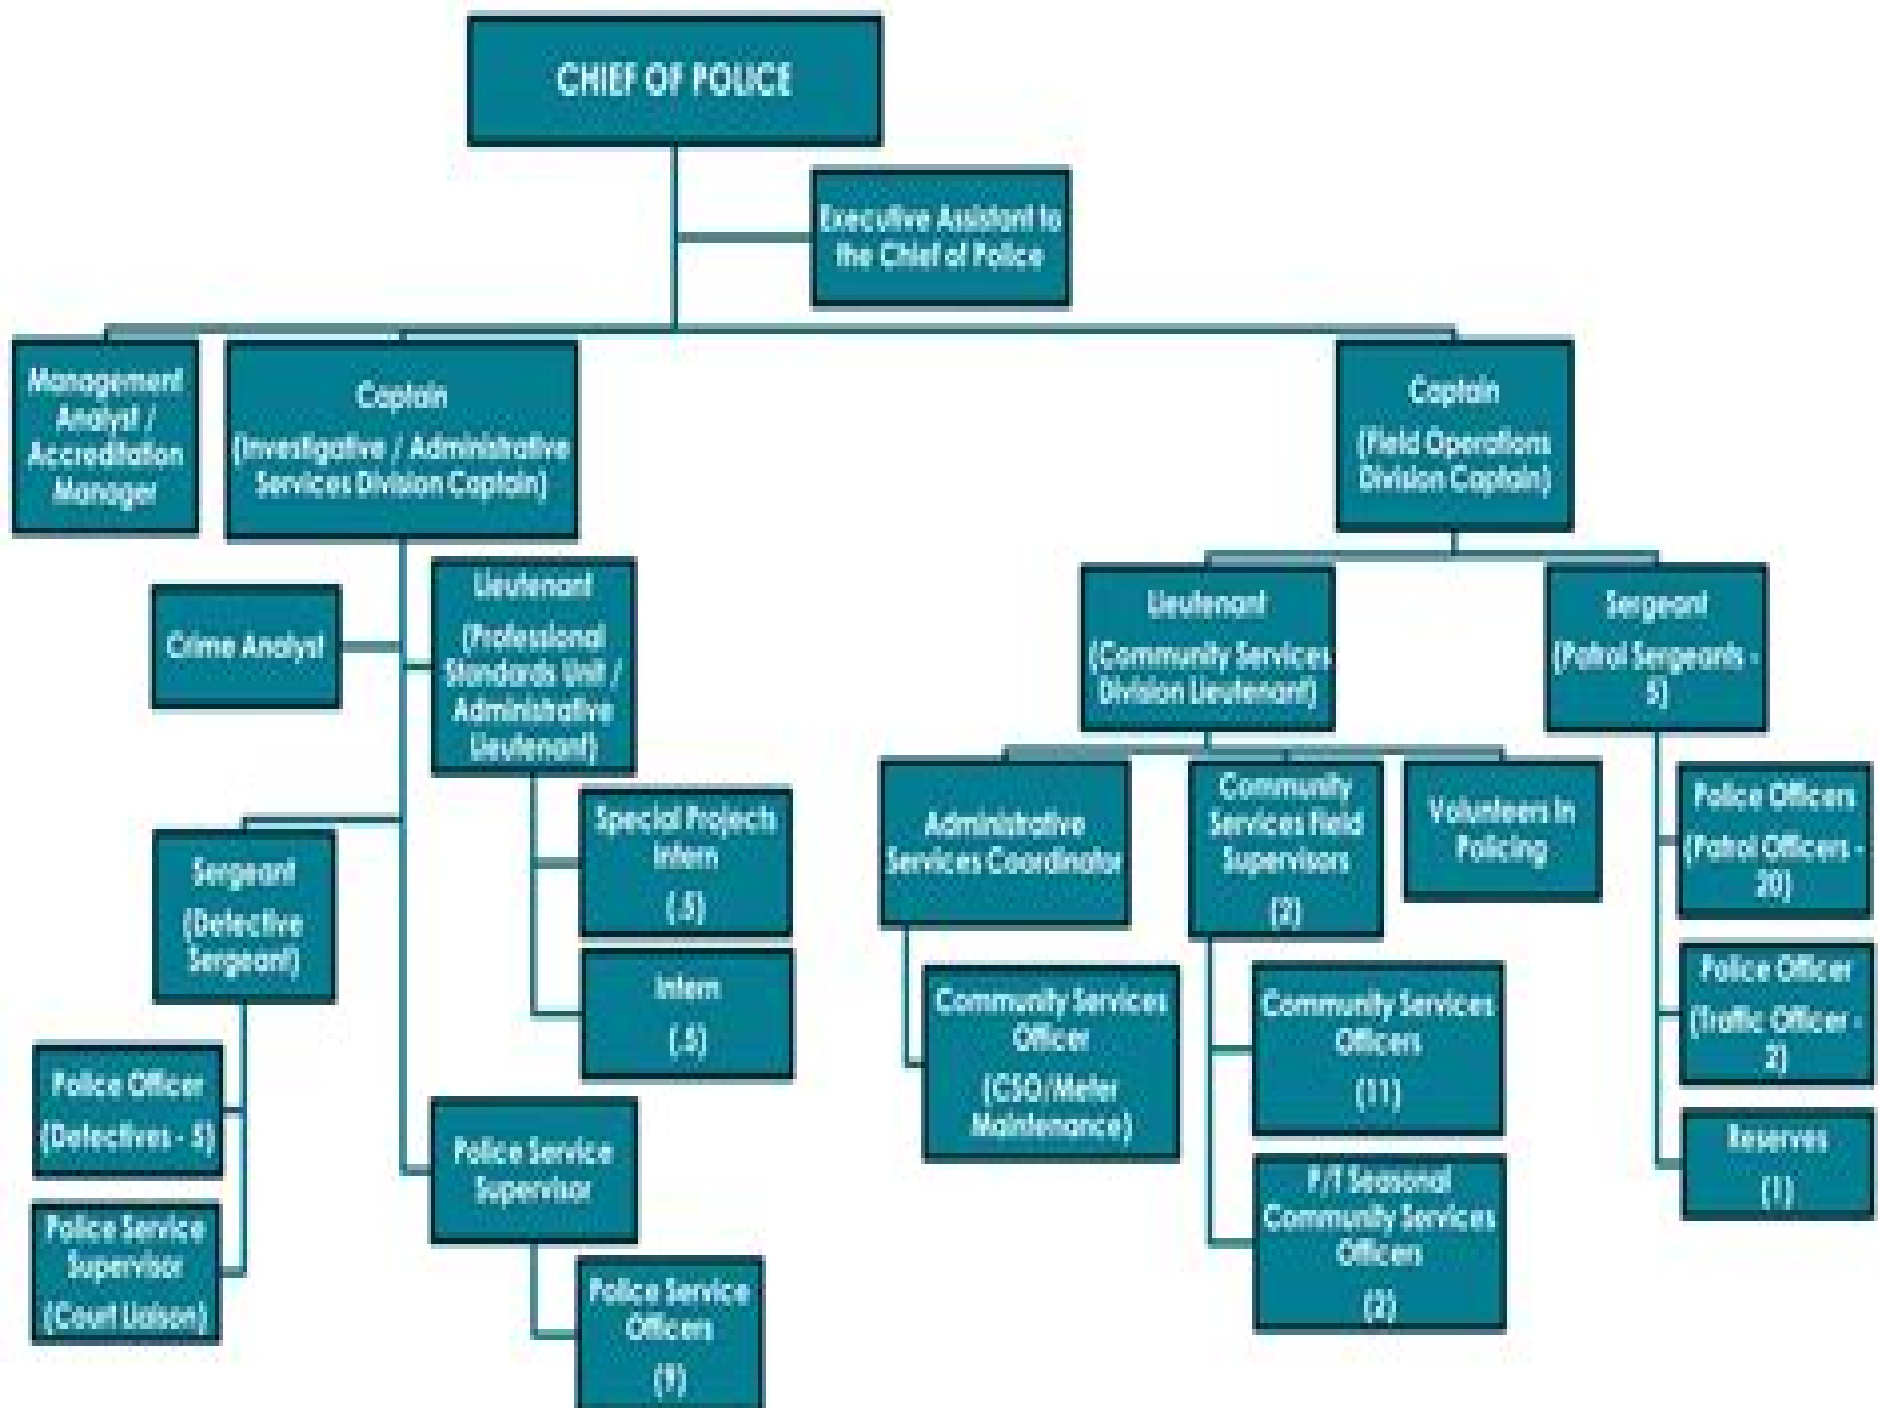 CHIEF OF POLICE
Executive Assistant to
the Chief of Police
Management
Analyst /
Accreditation
Manager
Captain
(Investigative / Administrative
Services Division Captain)
Captain
(Field Operations
Division Captain)
Crime Analyst
Lieutenant
(Professional
Standards Unit /
Administrative
Lieutenant)
Lieutenant
(Community Services
Division Lieutenant)
Sergeant
(Patrol Sergeants -
5)
Sergeant
(Detective
Sergeant)
Special Projects
Intern
(.5)
Intern
(.5)
Police Officer
(Detectives - 5)
Police Service
Supervisor
(Court Liaison)
Police Service
Supervisor
Police Service
Officers
(9)
Administrative
Services Coordinator
Community
Services Field
Supervisors
(2)
Volunteers In
Policing
Community Services
Officer
(CSO/Meter
Maintenance)
Community Services
Officers
(11)
P/T Seasonal
Community Services
Officers
(2)
Police Officers
(Patrol Officers -
20)
Police Officer
(Traffic Officer -
2)
Reserves
(1)